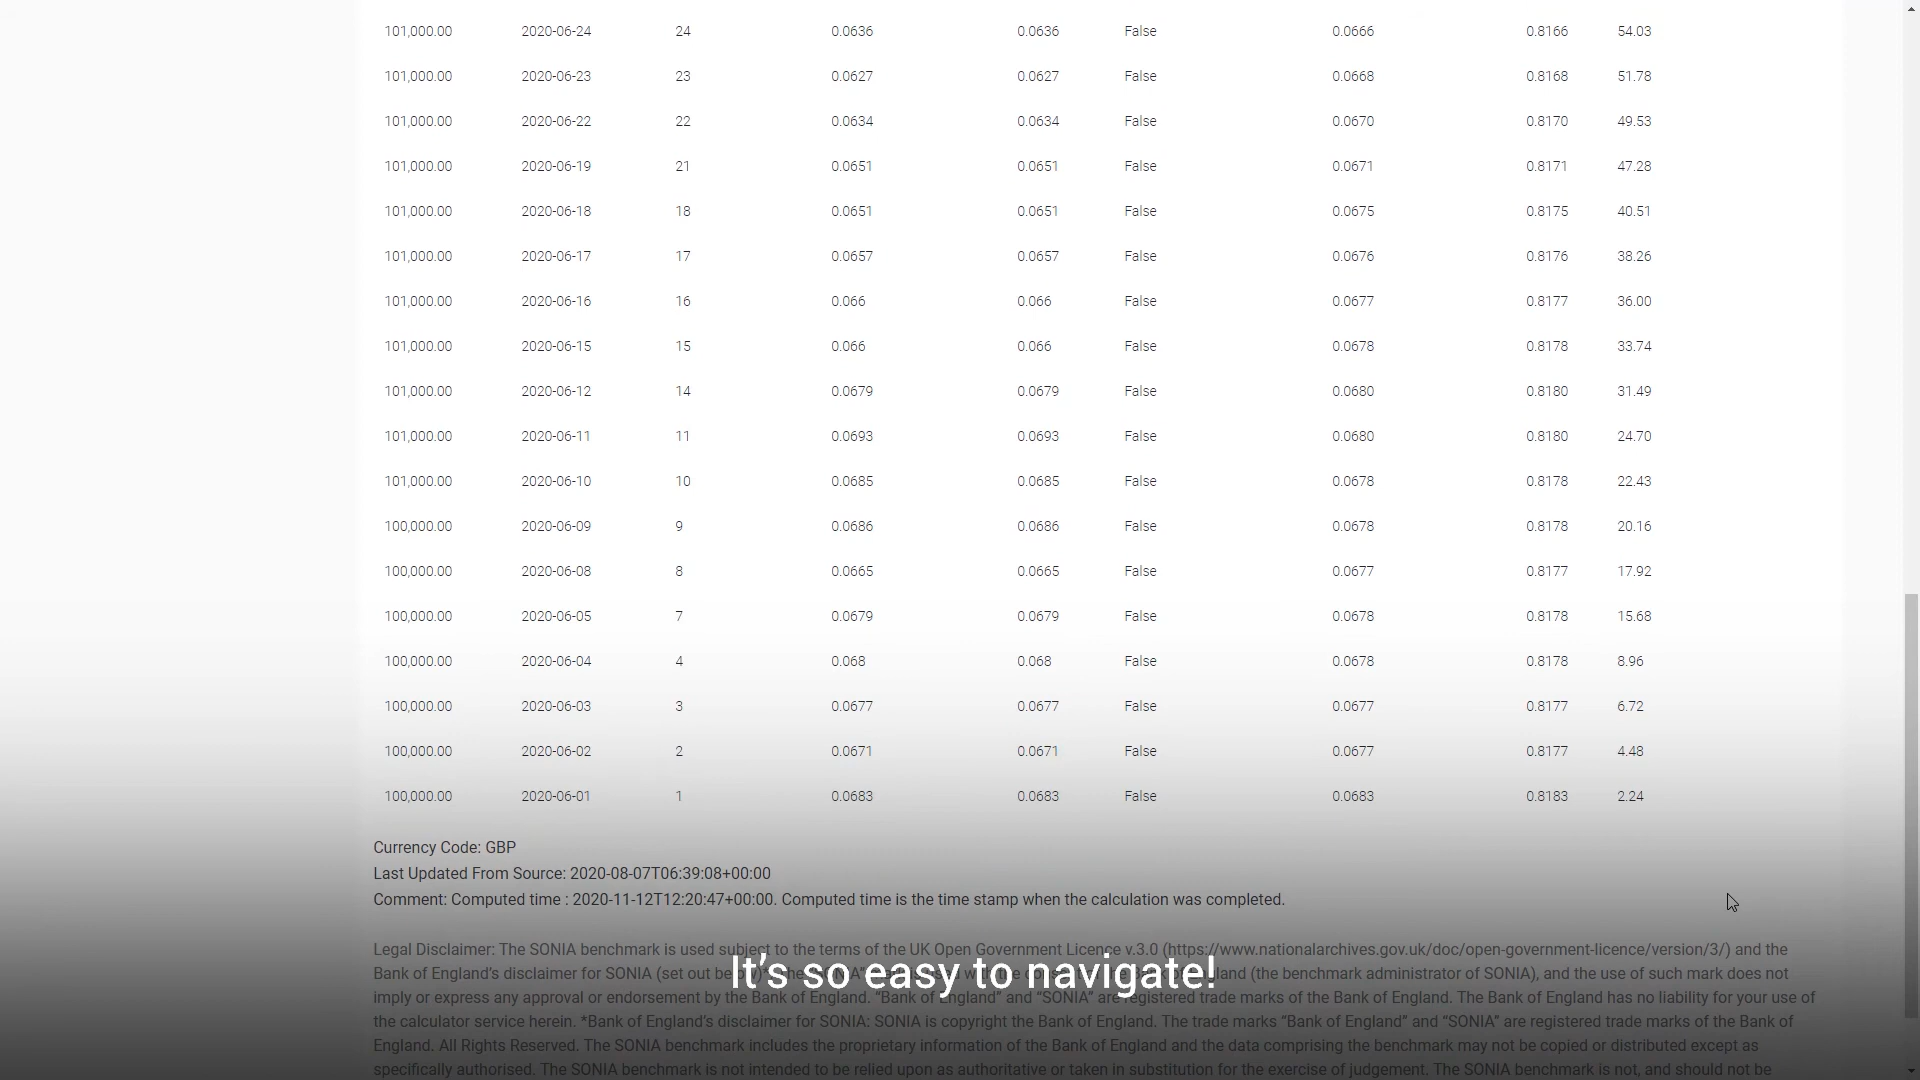 101,000.00 2020-06-24 24 0.0636 0.0636 False 0.0666 0.8166 54.03
101,000.00 2020-06-23 23 0.0627 0.0627 False 0.0668 0.8168 51.78
101,000.00 2020-06-22 22 0.0634 0.0634 False 0.0670 0.8170 49.53
101,000.00 2020-06-19 21 0.0651 0.0651 False 0.0671 0.8171 47.28
101,000.00 2020-06-18 18 0.0651 0.0651 False 0.0675 0.8175 40.51
101,000.00 2020-06-17 17 0.0657 0.0657 False 0.0676 0.8176 38.26
101,000.00 2020-06-16 16 0.066 0.066 False 0.0677 0.8177 36.00
101,000.00 2020-06-15 15 0.066 0.066 False 0.0678 0.8178 33.74
101,000.00 2020-06-12 14 0.0679 0.0679 False 0.0680 0.8180 31.49
101,000.00 2020-06-11 11 0.0693 0.0693 False 0.0680 0.8180 24.70
101,000.00 2020-06-10 10 0.0685 0.0685 False 0.0678 0.8178 22.43
100,000.00 2020-06-09 9 0.0686 0.0686 False 0.0678 0.8178 20.16
100,000.00 2020-06-08 8 0.0665 0.0665 False 0.0677 0.8177 17.92
100,000.00 2020-06-05 7 0.0679 0.0679 False 0.0678 0.8178 15.68
100,000.00 2020-06-04 4 0.068 0.068 False 0.0678 0.8178 8.96
100,000.00 2020-06-03 3 0.0677 0.0677 False 0.0677 0.8177 6.72
100,000.00 2020-06-02 2 0.0671 0.0671 False 0.0677 0.8177 4.48
100,000.00 2020-06-01 1 0.0683 0.0683 False 0.0683 0.8183 2.24
Currency Code: GBP
Last Updated From Source: 2020-08-07T06:39:08+00:00
Comment: Computed time : 2020-11-12T12:20:47+00:00. Computed time is the time stamp when the calculation was completed.
Legal Disclaimer: The SONIA benchmark is used subject to the terms of the UK Open Government Licence v.3.0 (https://www.nationalarchives.gov.uk/doc/open-government-licence/version/3/) and the
Bank of England's disclaimer for SONIA (set out (the benchmark administrator of SONIA), and the use of such mark does not
It's so easy to navigate!
imply or express any approval or endorsement by the Bank of England. “Bank of England” and “SONIA” are registered trade marks of the Bank of England. The Bank of England has no liability for your use of
the calculator service herein. *Bank of England's disclaimer for SONIA: SONIA is copyright the Bank of England. The trade marks “Bank of England” and “SONIA” are registered trade marks of the Bank of
England. All Rights Reserved. The SONIA benchmark includes the proprietary information of the Bank of England and the data comprising the benchmark may not be copied or distributed except as
specifically authorised. The SONIA benchmark is not intended to be relied upon as authoritative or taken in substitution for the exercise of judgement. The SONIA benchmark is not, and should not be